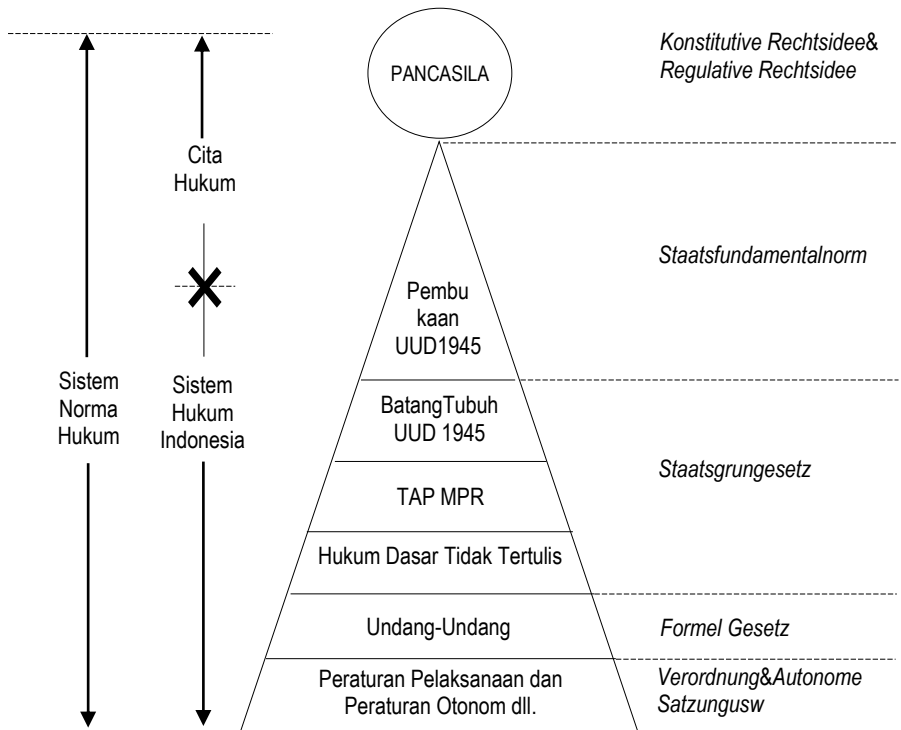 PANCASILA
Konstitutive Rechtsidee&
Regulative Rechtsidee
Cita
Hukum
Staatsfundamentalnorm
Pembu
kaan
UUD1945
Sistem
Norma
Hukum
Sistem
Hukum
Indonesia
BatangTubuh
UUD 1945
Staatsgrungesetz
TAP MPR
Hukum Dasar Tidak Tertulis
Undang-Undang
Formel Gesetz
Peraturan Pelaksanaan dan
Peraturan Otonom dll.
Verordnung&Autonome
Satzungusw